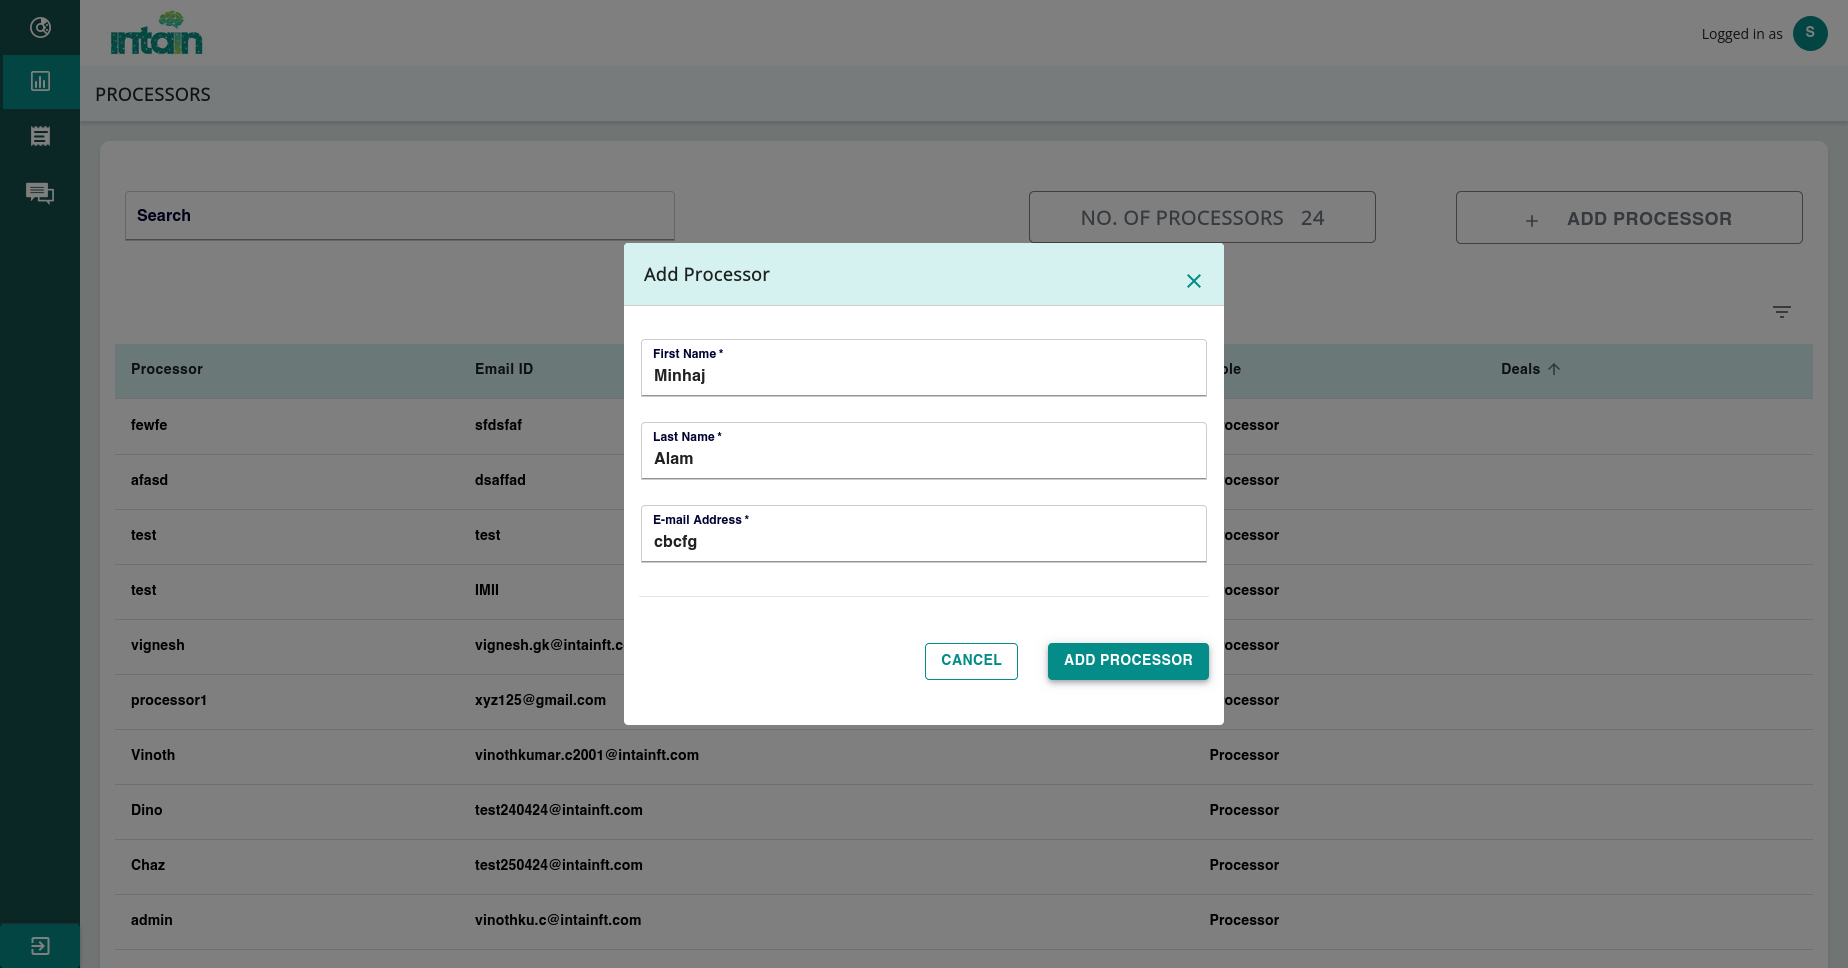 intain
Logged in as S
PROCESSORS
Search
NO. OF PROCESSORS 24
+ ADD PROCESSOR
Add Processor
First Name *
Minhaj
Last Name *
Alam
E-mail Address *
cbcfg
CANCEL
ADD PROCESSOR
Processor Email ID ole Deals
fewfe sfdsfaf ocessor
afasd dsaffad ocessor
test test ocessor
test IMII ocessor
vignesh vignesh.gk@intainft.c ocessor
processor1 xyz125@gmail.com ocessor
Vinoth vinothkumar.c2001@intainft.com Processor
Dino test240424@intainft.com Processor
Chaz test250424@intainft.com Processor
admin vinothku.c@intainft.com Processor